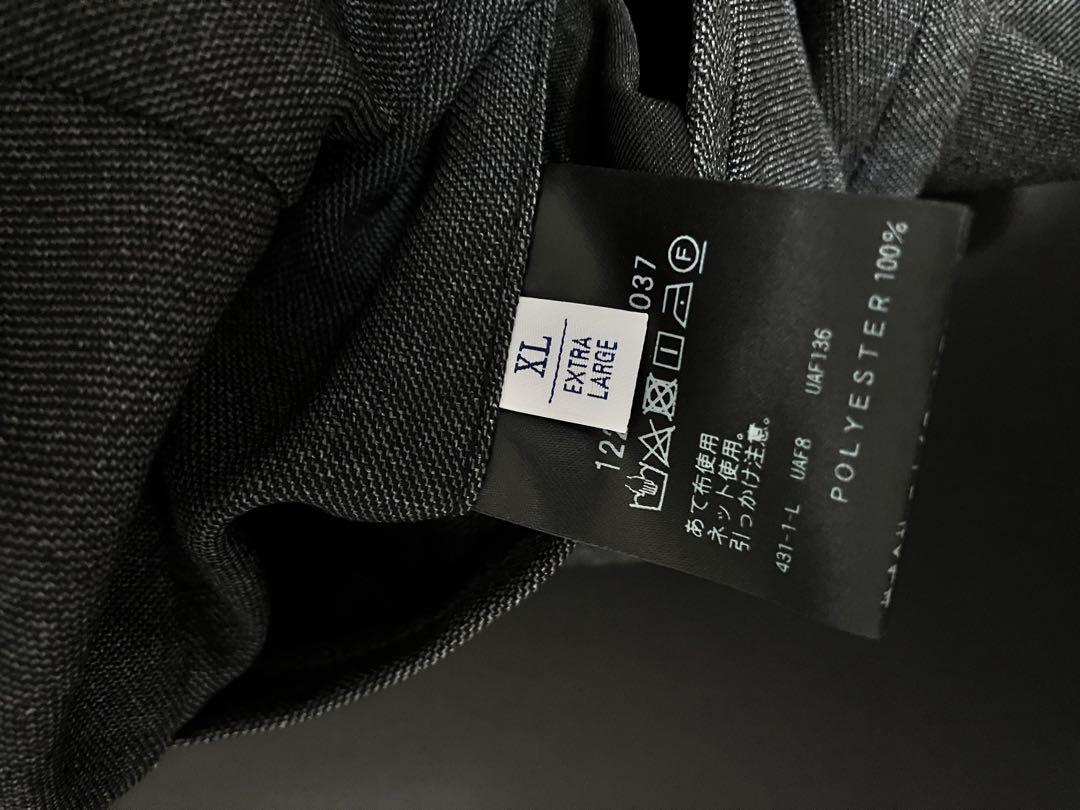 XL
EXTRA
LARGE
037
F
あて布使用
ネット使用。
引っかけ注意。
431-1-L UAF8 UAF136
POLYESTER 100%